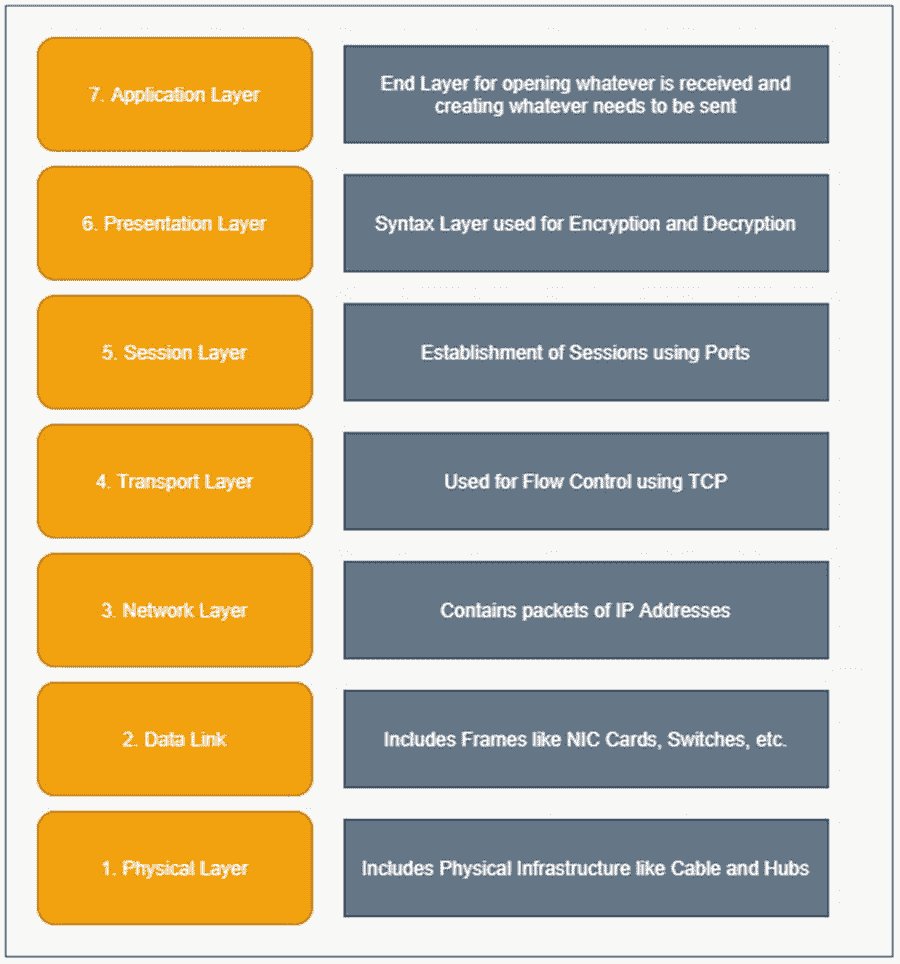 7. Application Layer
End Layer for opening whatever is received and
creating whatever needs to be sent
6. Presentation Layer
Syntax Layer used for Encryption and Decryption
5. Session Layer
Establishment of Sessions using Ports
4. Transport Layer
Used for Flow Control using TCP
3. Network Layer
Contains packets of IP Addresses
2. Data Link
Includes Frames like NIC Cards, Switches, etc.
1. Physical Layer
Includes Physical Infrastructure like Cable and Hubs